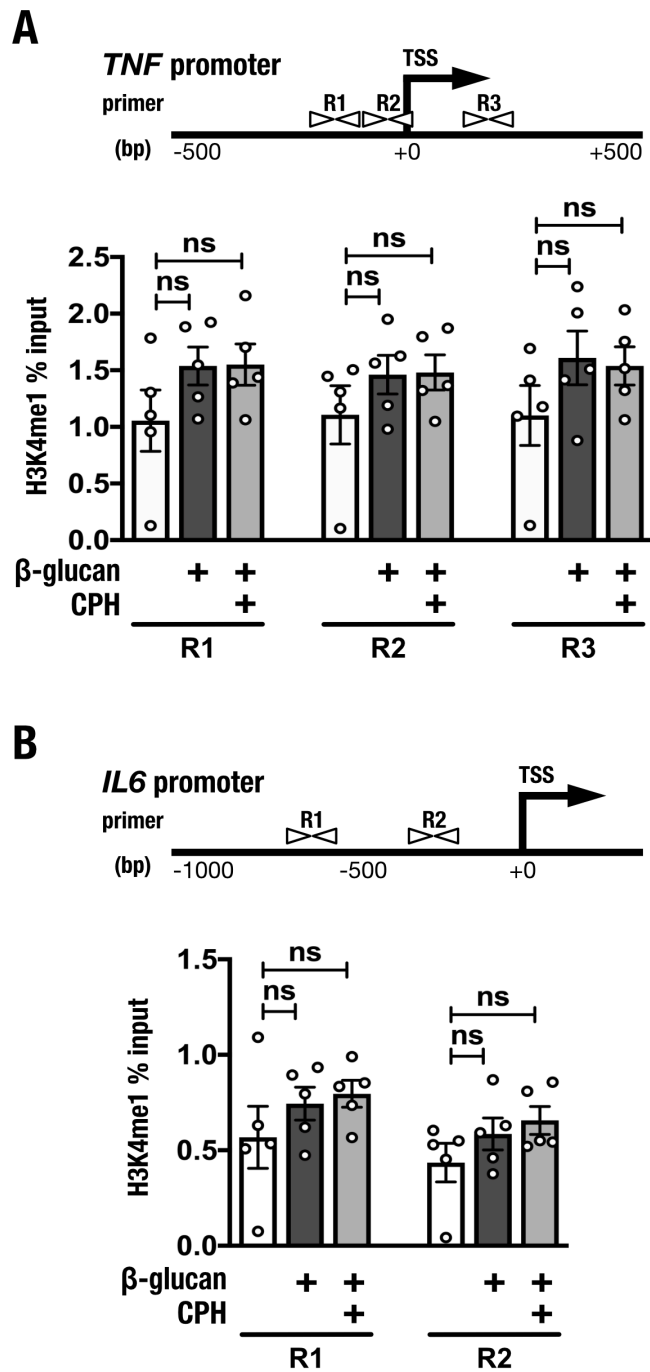 A
TNF promoter
TSS
primer
R1
R2
R3
(bp)
-500
+0
+500
H3K4me1 % input
2.5
2.0
1.5
1.0
0.5
0.0
ns
ns
ns
ns
ns
ns
β-glucan + + + + + +
CPH + + +
R1 R2 R3
B
IL6 promoter
TSS
primer
R1
R2
(bp)
-1000
-500
+0
H3K4me1 % input
1.5
1.0
0.5
0.0
ns
ns
ns
ns
β-glucan + + + +
CPH + +
R1 R2